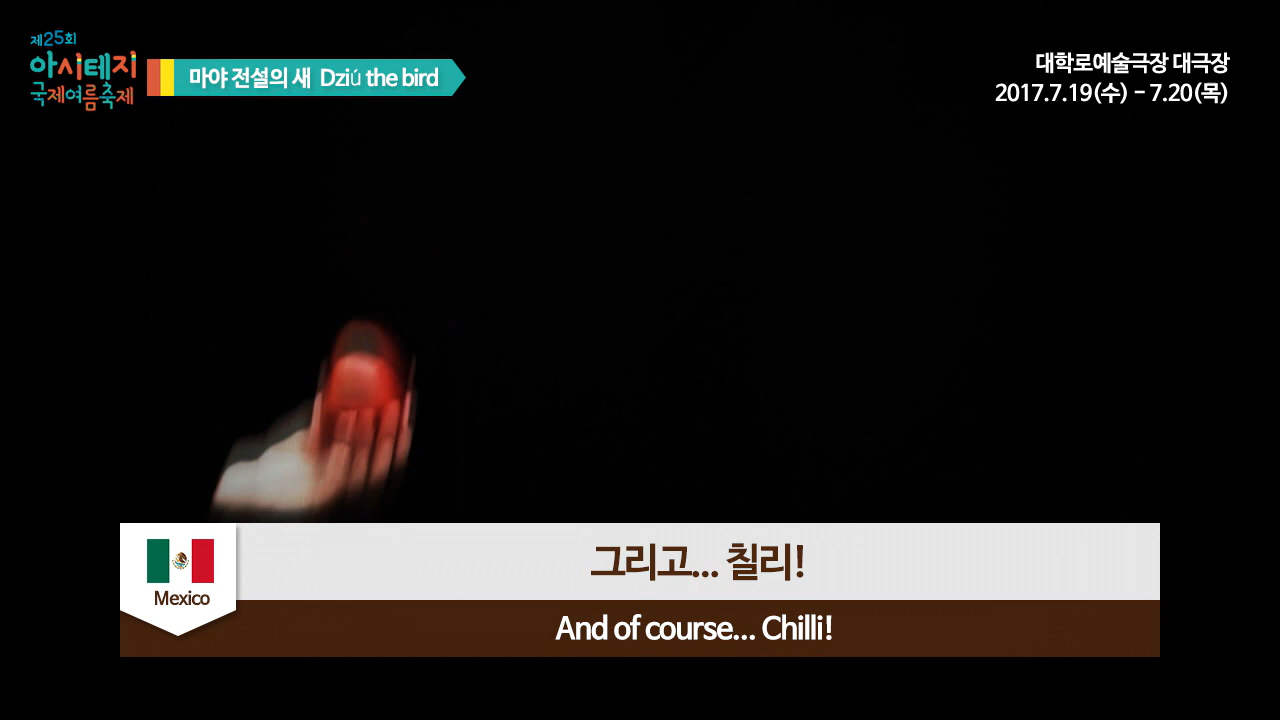 제25회
아시테지
국제여름축제
마야 전설의 새 Dziú the bird
대학로예술극장 대극장
2017.7.19(수) - 7.20(목)
Mexico
그리고... 칠리!
And of course... Chilli!